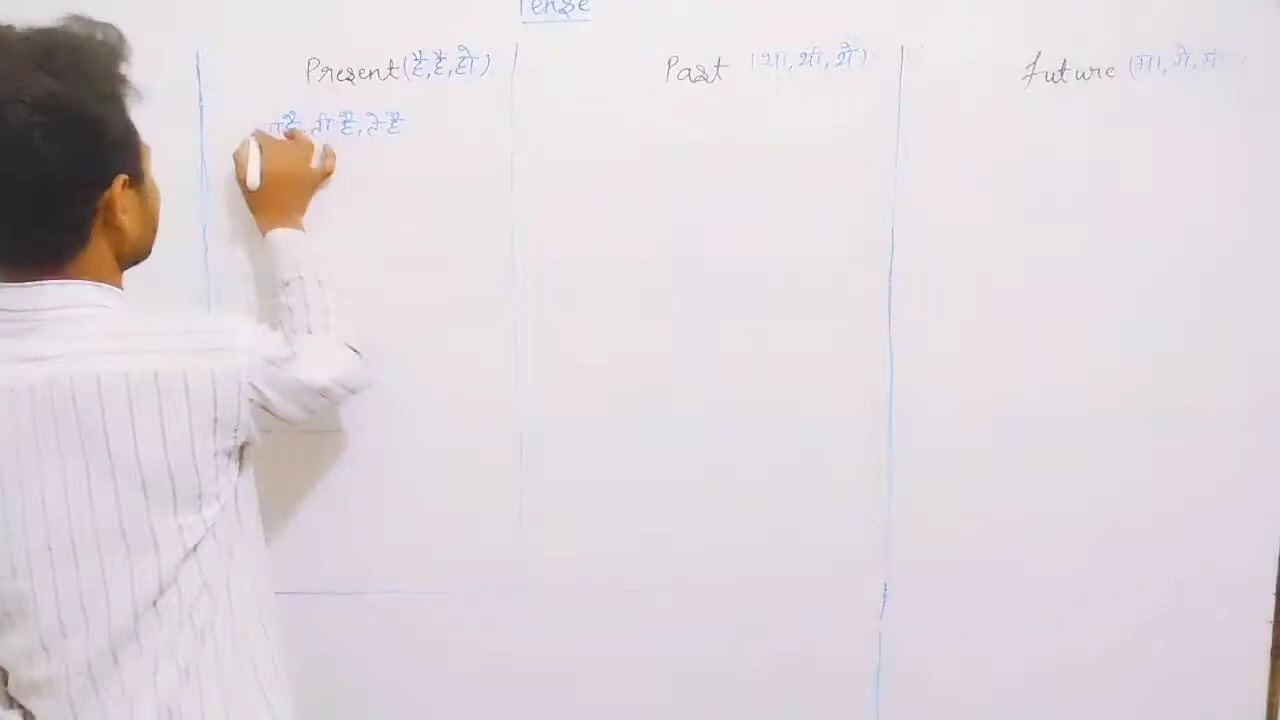 Tense
Present (है, हैं, हो) Past (था, थी, थे) Future (गा, गे,
है, ती है, ते हैं